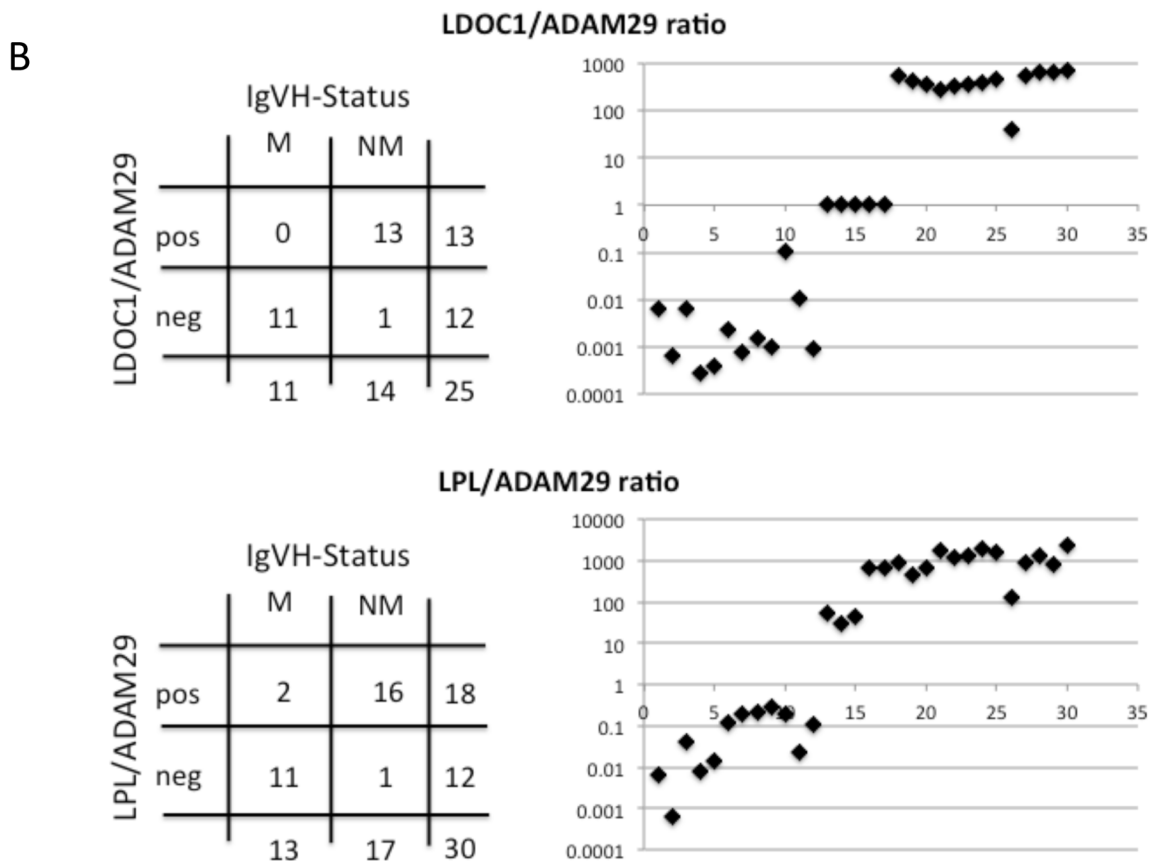 LDOC1/ADAM29 ratio
B
IgVH-Status
M NM
LDOC1/ADAM29
pos 0 13 13
neg 11 1 12
11 14 25
1000
100
10
1
0.1
0.01
0.001
0.0001
0 5 10 15 20 25 30 35
LPL/ADAM29 ratio
IgVH-Status
M NM
LPL/ADAM29
pos 2 16 18
neg 11 1 12
13 17 30
10000
1000
100
10
1
0.1
0.01
0.001
0.0001
0 5 10 15 20 25 30 35